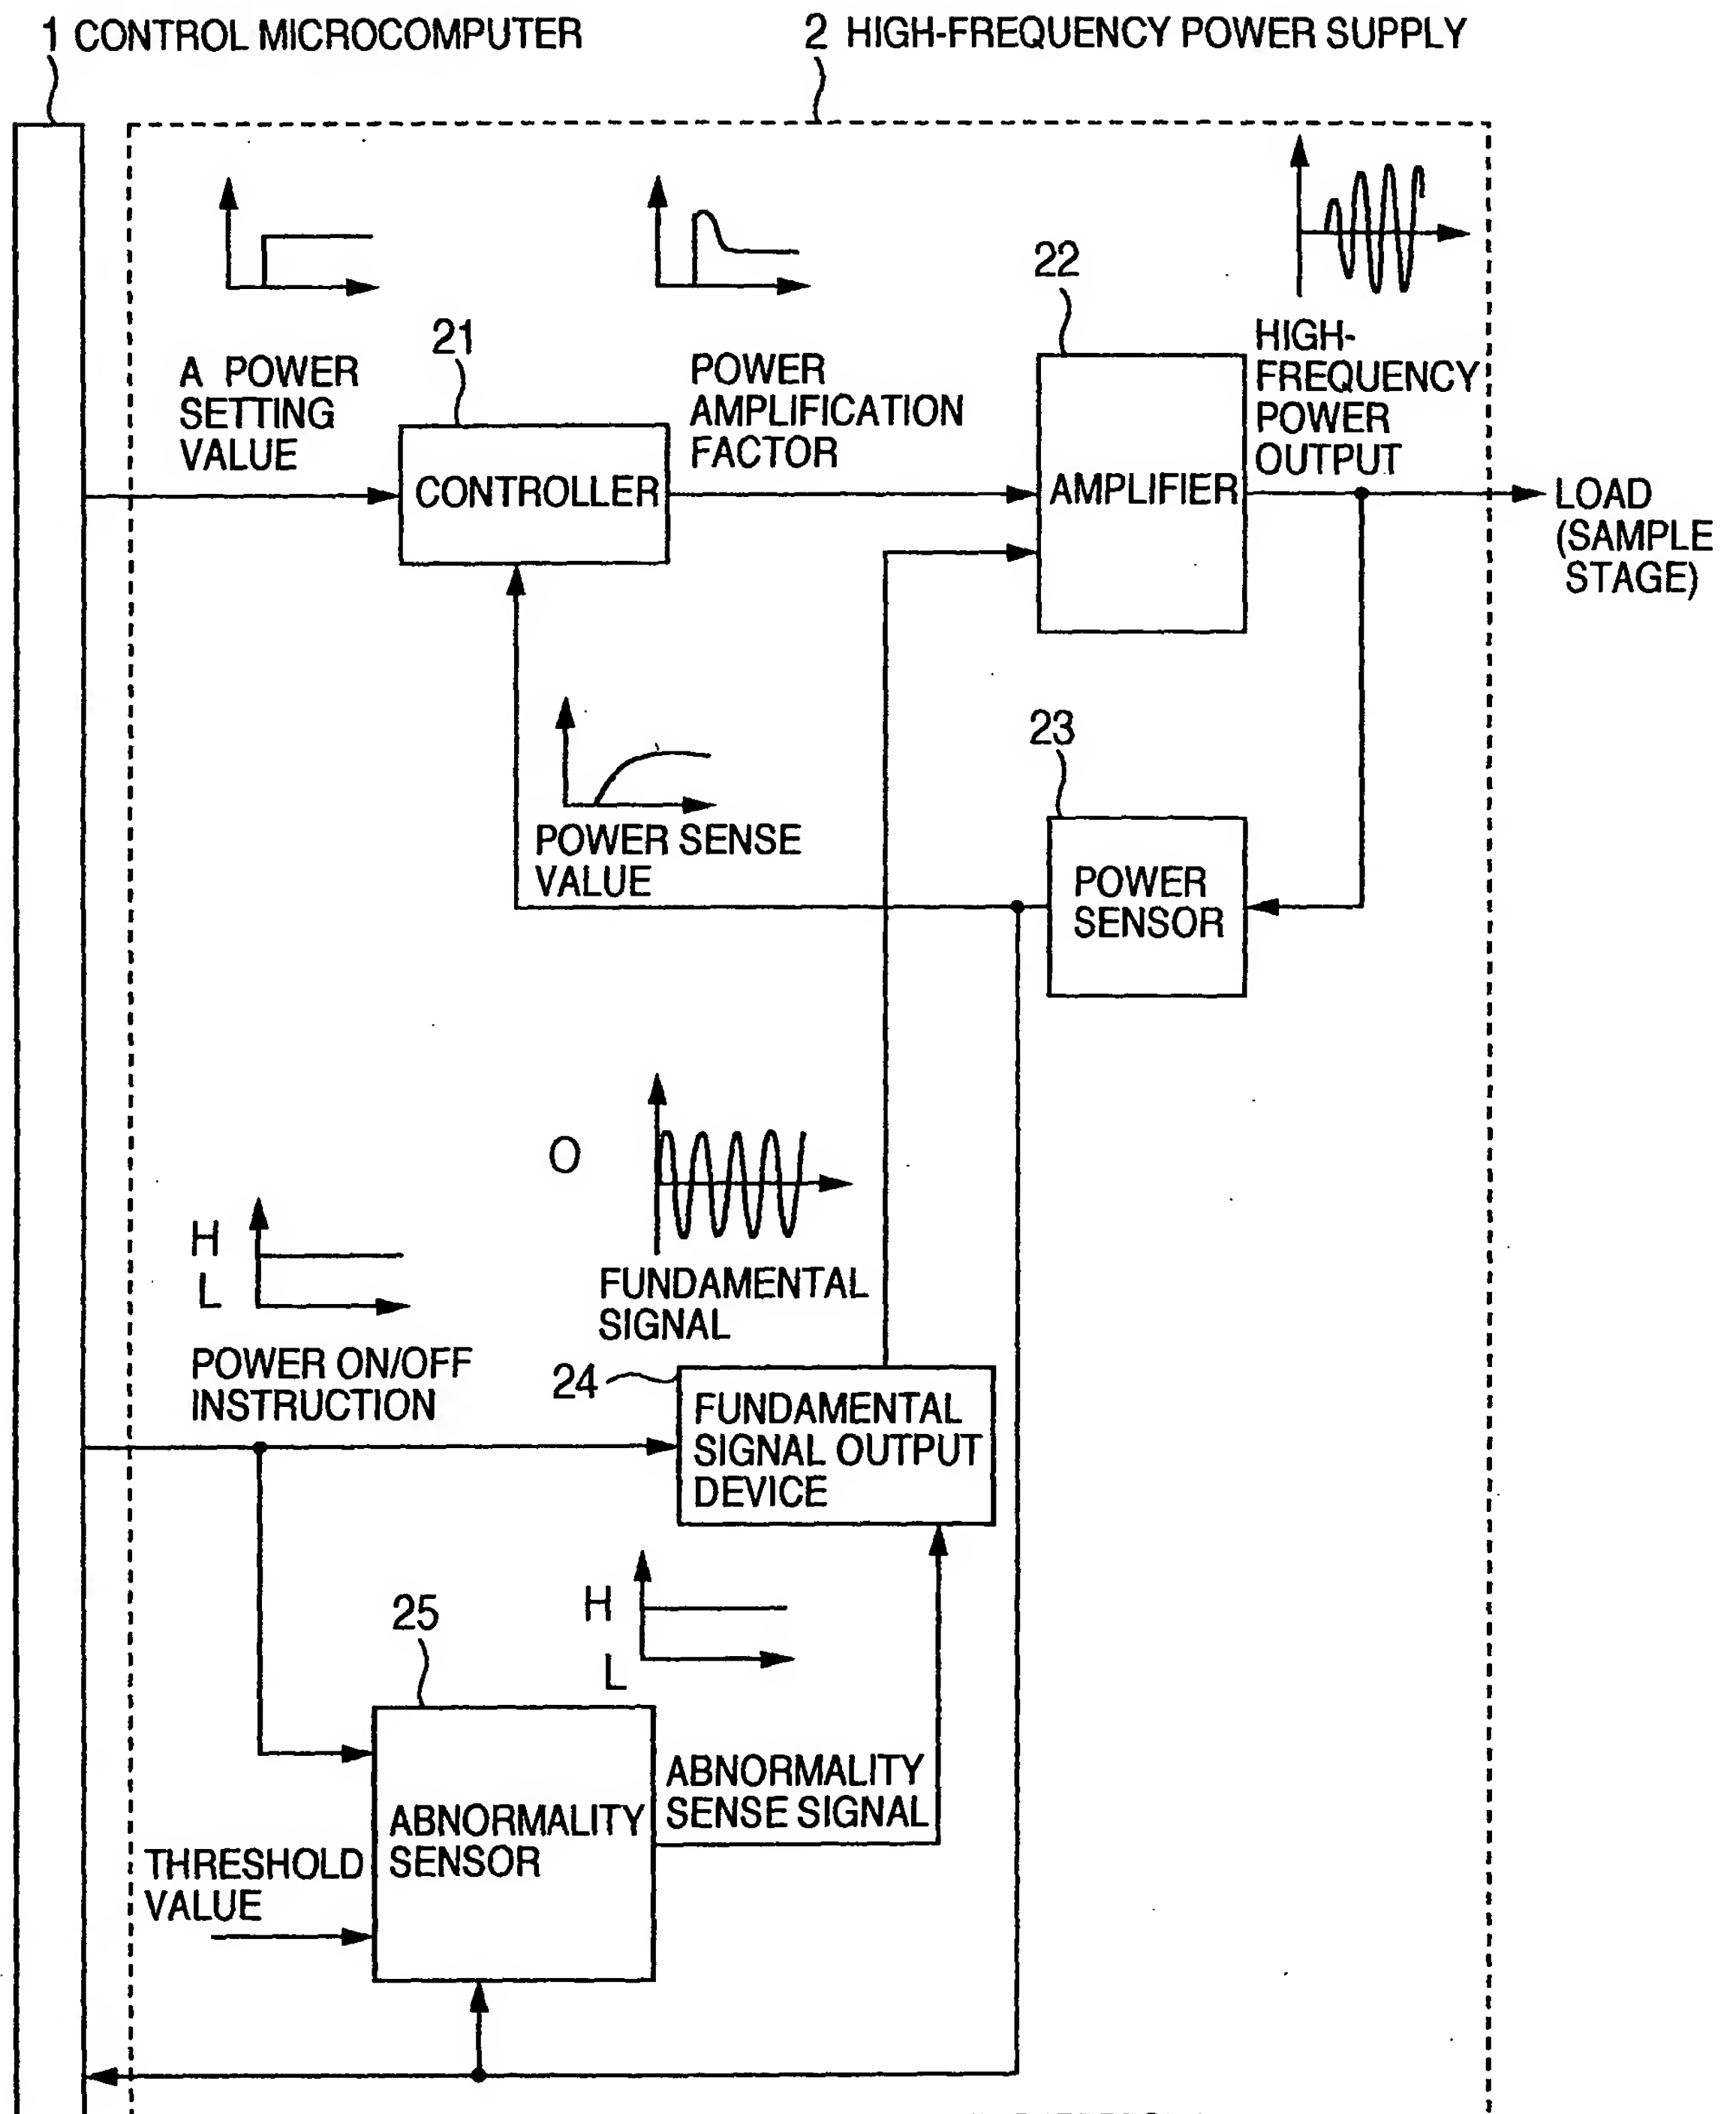 1 CONTROL MICROCOMPUTER
2 HIGH-FREQUENCY POWER SUPPLY
22
HIGH-
FREQUENCY
POWER
OUTPUT
21
A POWER
SETTING
VALUE
POWER
AMPLIFICATION
FACTOR
CONTROLLER
AMPLIFIER
LOAD
(SAMPLE
STAGE)
23
POWER SENSE
VALUE
POWER
SENSOR
O
H
L
FUNDAMENTAL
SIGNAL
POWER ON/OFF
INSTRUCTION
24
FUNDAMENTAL
SIGNAL OUTPUT
DEVICE
H
L
25
ABNORMALITY
SENSE SIGNAL
ABNORMALITY
SENSOR
THRESHOLD
VALUE